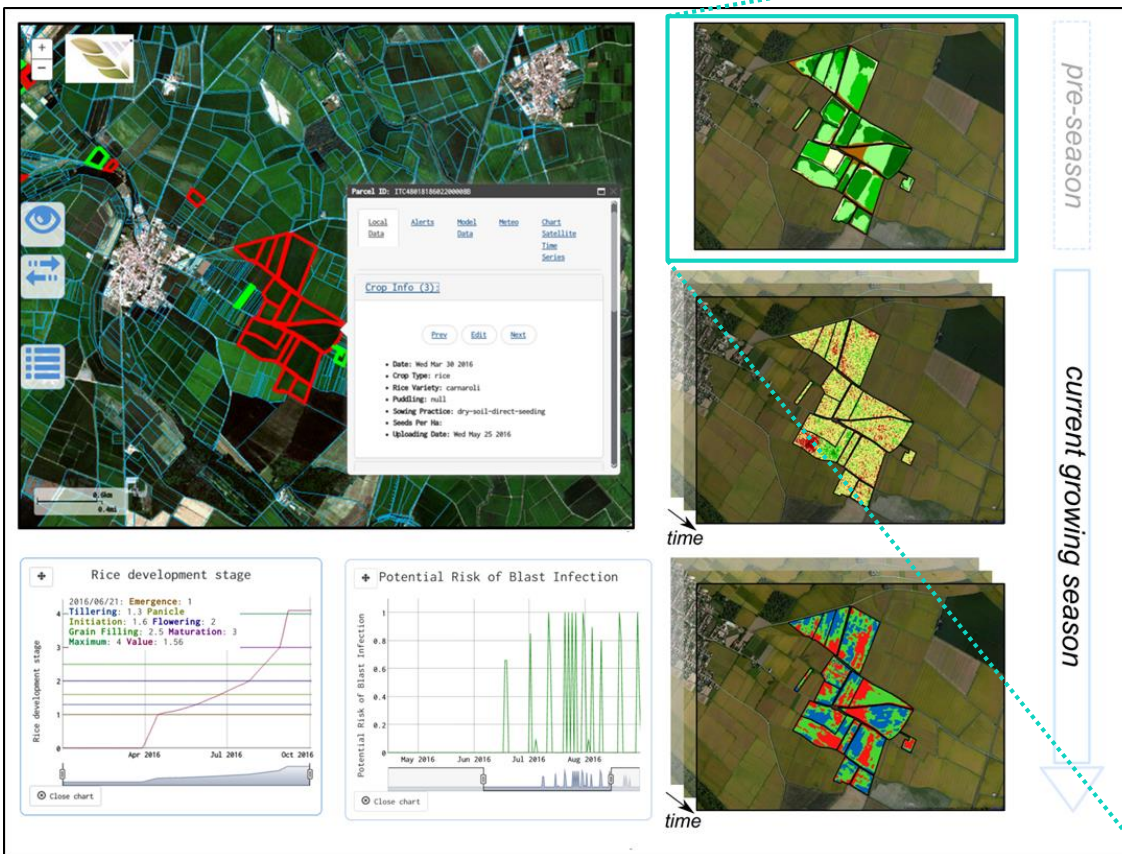 +
−
Parcel ID: ITC4801818602200008B
Local
Data
Alerts
Model
Data
Meteo
Chart
Satellite
Time
Series
Crop Info (3):
Prev
Edit
Next
• Date: Wed Mar 30 2016
• Crop Type: rice
• Rice Variety: carnaroli
• Puddling: null
• Sowing Practice: dry-soil-direct-seeding
• Seeds Per Ha:
• Uploading Date: Wed May 25 2016
0.6km
0.4mi
Rice development stage
2016/06/21: Emergence: 1
Tillering: 1.3 Panicle
Initiation: 1.6 Flowering: 2
Grain Filling: 2.5 Maturation: 3
Maximum: 4 Value: 1.56
Rice development stage
4
3
2
1
0
Apr 2016
Jul 2016
Oct 2016
Close chart
Potential Risk of Blast Infection
Potential Risk of Blast Infection
1
0.8
0.6
0.4
0.2
0
May 2016
Jun 2016
Jul 2016
Aug 2016
Close chart
pre-season
current growing season
time
time